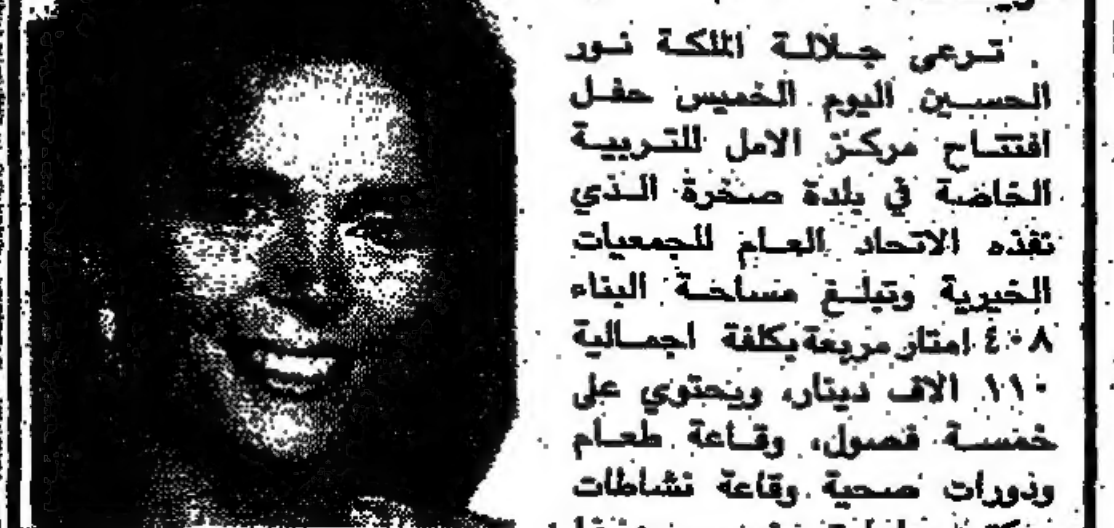 ترعى جلالة الملكة نور
الحسين اليوم الخميس حفل
افتتاح مركز الامل للتربية
الخاصة في بلدة صخرة الذي
نفذه الاتحاد العام للجمعيات
الخيرية وتبلغ مساحة البناء
٤٠٨ امتار مربعة بكلفة اجمالية
١١٠ الاف دينار، ويحتوي على
خمسة فصول، وقاعة طعام
ودورات صحية وقاعة نشاطات